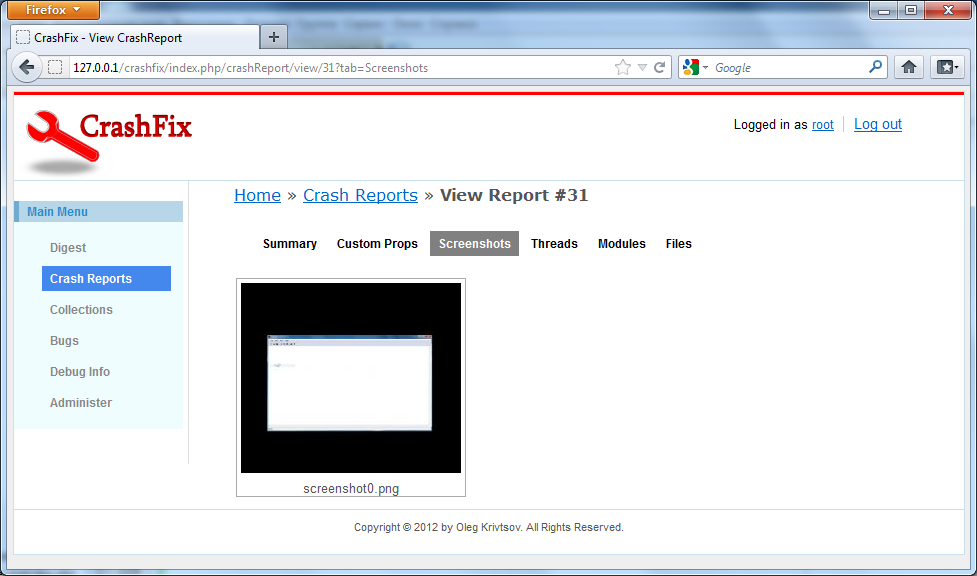 Firefox
CrashFix - View CrashReport
127.0.0.1/crashfix/index.php/crashReport/view/31?tab=Screenshots
Google
CrashFix
Logged in as root
Log out
Main Menu
Digest
Crash Reports
Collections
Bugs
Debug Info
Administer
Home » Crash Reports » View Report #31
Summary Custom Props Screenshots Threads Modules Files
screenshot0.png
Copyright © 2012 by Oleg Krivtsov. All Rights Reserved.